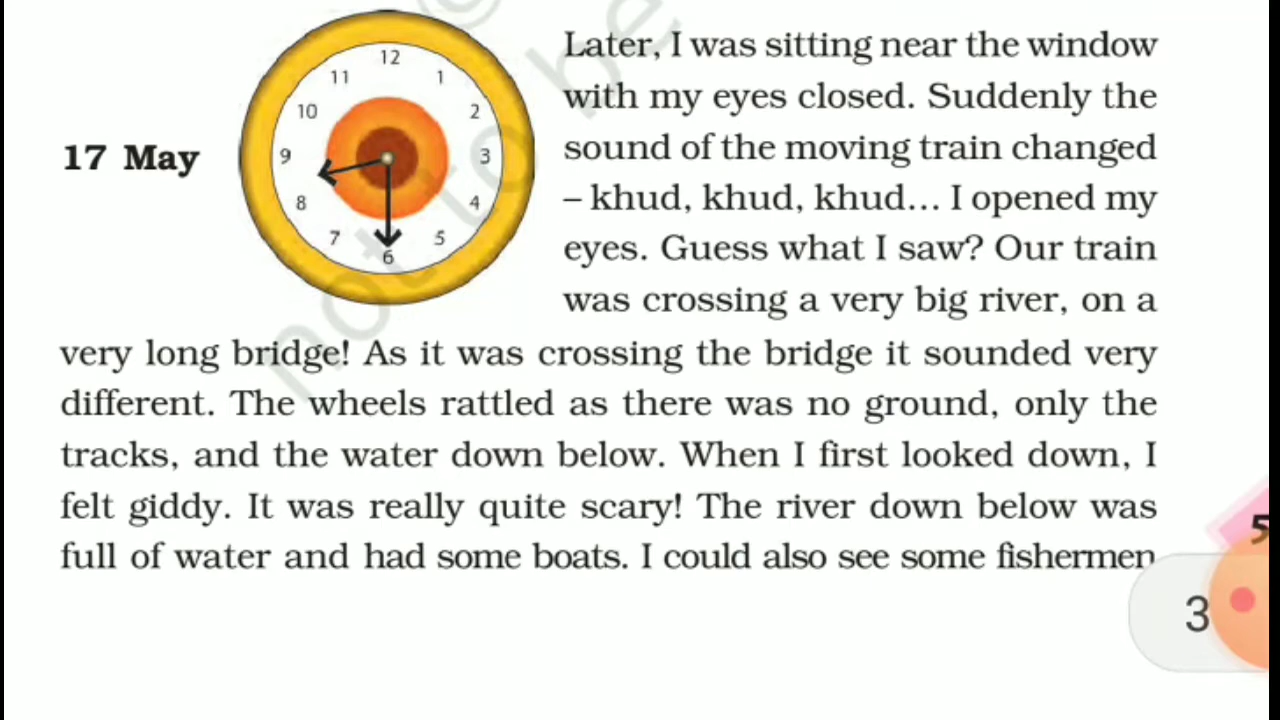 17 May
12
11 1
10 2
9 3
8 4
7 5
6
Later, I was sitting near the window
with my eyes closed. Suddenly the
sound of the moving train changed
– khud, khud, khud... I opened my
eyes. Guess what I saw? Our train
was crossing a very big river, on a
very long bridge! As it was crossing the bridge it sounded very
different. The wheels rattled as there was no ground, only the
tracks, and the water down below. When I first looked down, I
felt giddy. It was really quite scary! The river down below was
full of water and had some boats. I could also see some fishermen
not to be
5
3